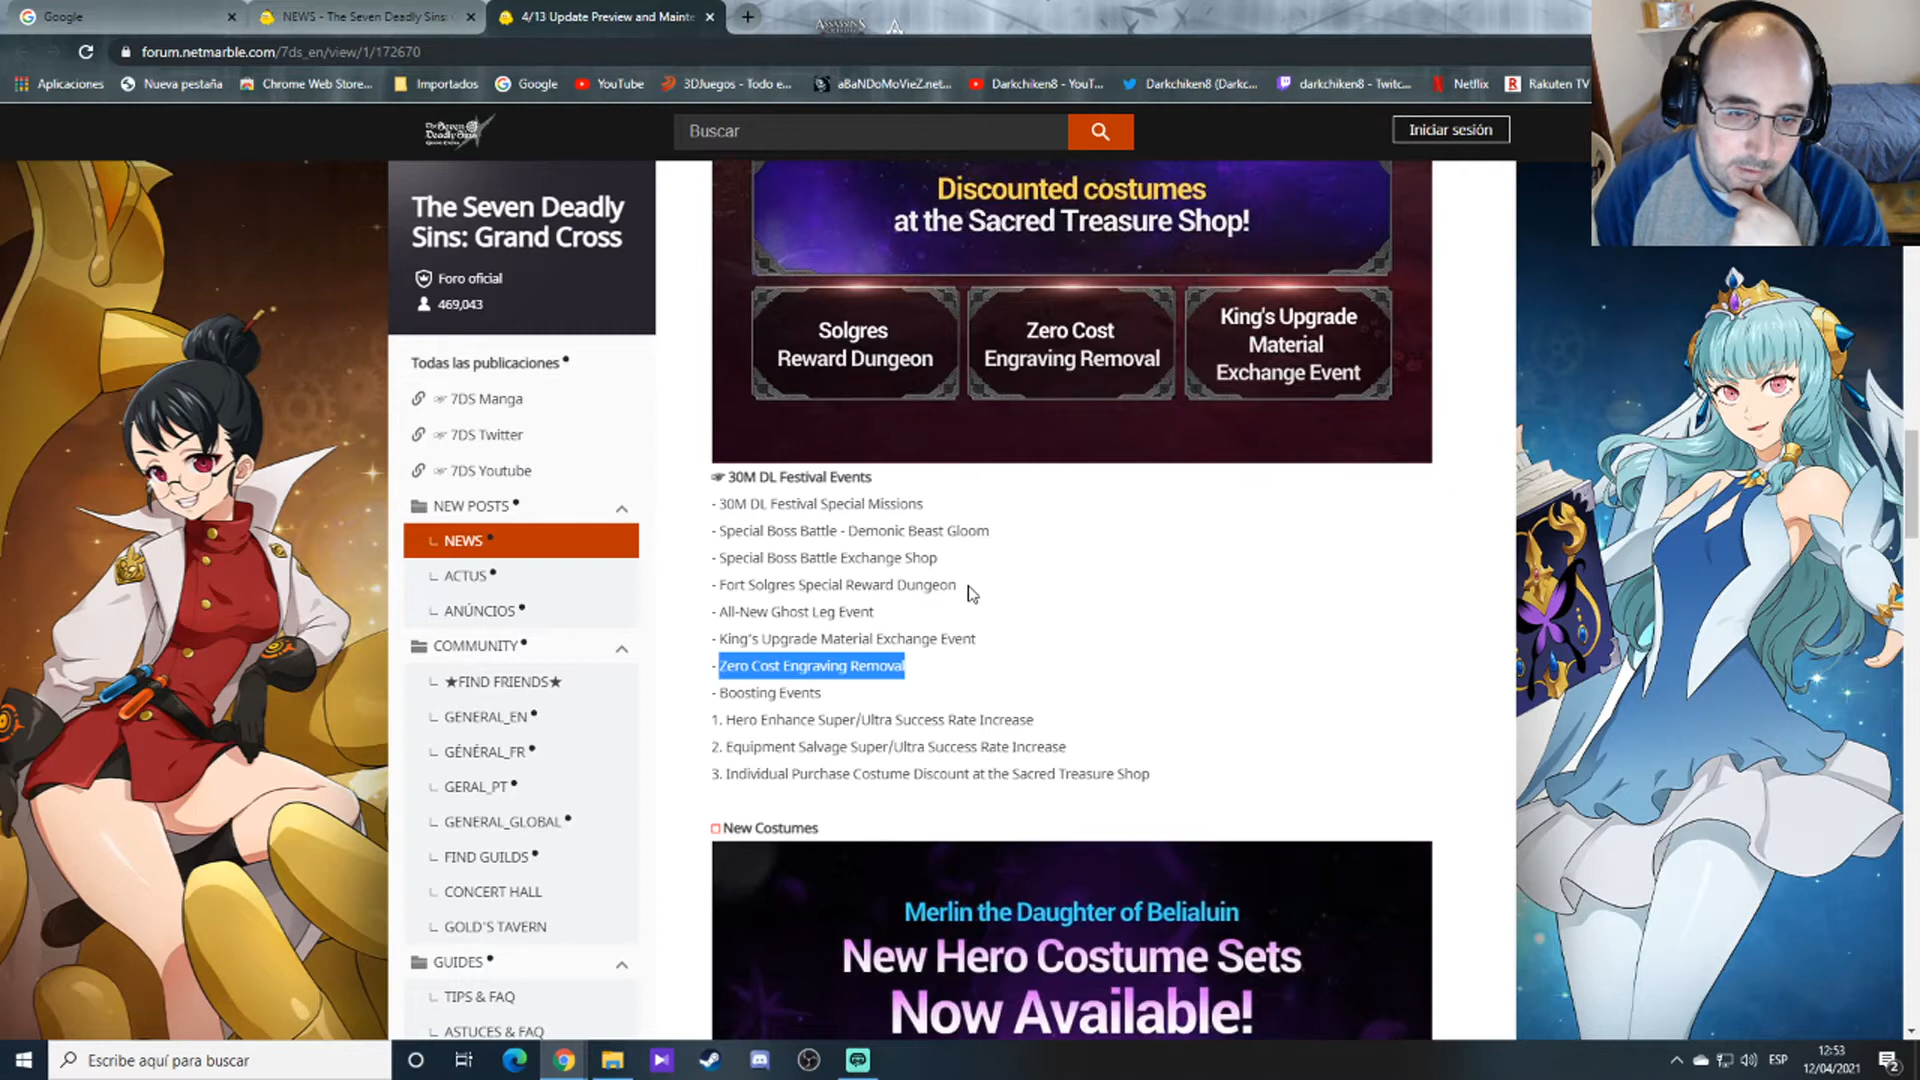 Google
NEWS - The Seven Deadly Sins:
4/13 Update Preview and Mainte
ASSASSINS
forum.netmarble.com/7ds_en/view/1/172670
Aplicaciones
Nueva pestaña
Chrome Web Store...
Importados
Google
YouTube
3DJuegos - Todo e...
aBaNDoMoVieZ.net...
Darkchiken8 - YouT...
Darkchiken8 (Darkc...
darkchiken8 - Twitc...
Netflix
Rakuten TV
The Seven
Deadly Sins
Grand Cross
Buscar
Iniciar sesión
The Seven Deadly
Sins: Grand Cross
Foro oficial
469,043
Todas las publicaciones
☞ 7DS Manga
☞ 7DS Twitter
☞ 7DS Youtube
NEW POSTS
NEWS
ACTUS
ANÚNCIOS
COMMUNITY
★FIND FRIENDS★
GENERAL_EN
GÉNÉRAL_FR
GERAL_PT
GENERAL_GLOBAL
FIND GUILDS
CONCERT HALL
GOLD'S TAVERN
GUIDES
TIPS & FAQ
ASTUCES & FAQ
Discounted costumes
at the Sacred Treasure Shop!
Solgres
Reward Dungeon
Zero Cost
Engraving Removal
King's Upgrade
Material
Exchange Event
☞ 30M DL Festival Events
- 30M DL Festival Special Missions
- Special Boss Battle - Demonic Beast Gloom
- Special Boss Battle Exchange Shop
- Fort Solgres Special Reward Dungeon
- All-New Ghost Leg Event
- King's Upgrade Material Exchange Event
- Zero Cost Engraving Removal
- Boosting Events
1. Hero Enhance Super/Ultra Success Rate Increase
2. Equipment Salvage Super/Ultra Success Rate Increase
3. Individual Purchase Costume Discount at the Sacred Treasure Shop
□ New Costumes
Merlin the Daughter of Belialuin
New Hero Costume Sets
Now Available!
Escribe aquí para buscar
ESP
12:53
12/04/2021
2